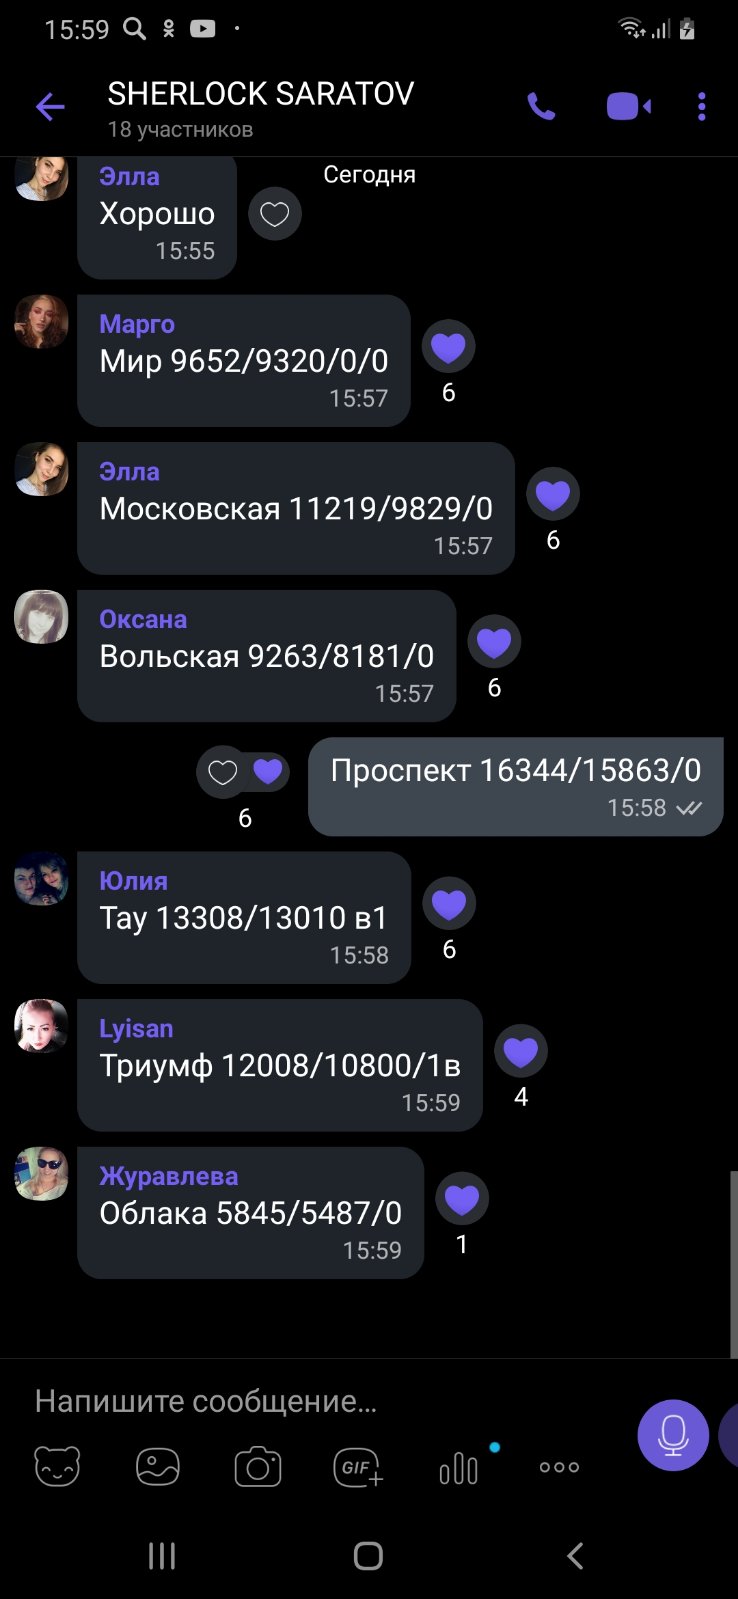 15:59
SHERLOCK SARATOV
18 участников
Сегодня
Элла
Хорошо
15:55
Марго
Мир 9652/9320/0/0
15:57
6
Элла
Московская 11219/9829/0
15:57
6
Оксана
Вольская 9263/8181/0
15:57
6
Проспект 16344/15863/0
15:58
6
Юлия
Тау 13308/13010 в1
15:58
6
Lyisan
Триумф 12008/10800/1в
15:59
4
Журавлева
Облака 5845/5487/0
15:59
1
Напишите сообщение...
GIF